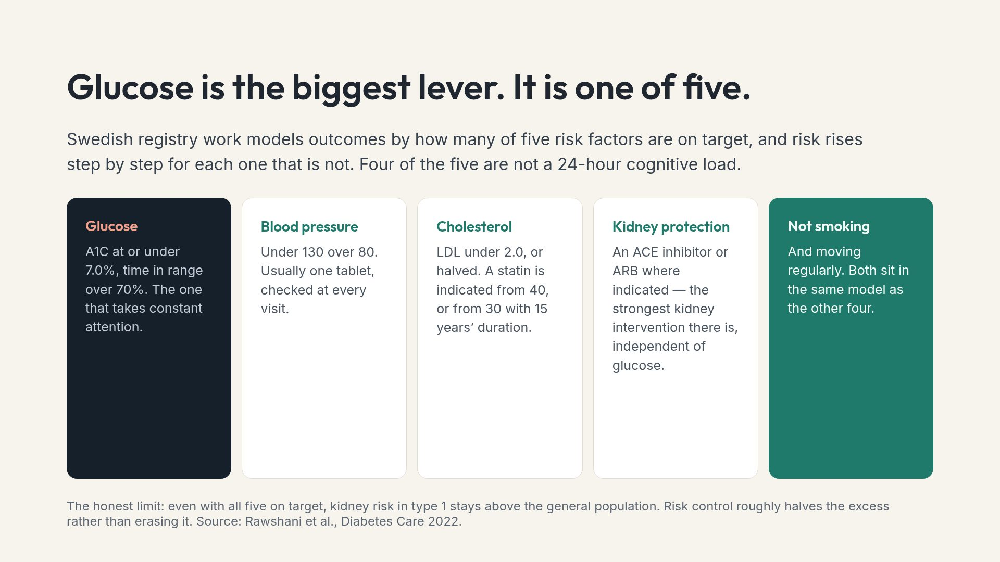 Glucose is the biggest lever. It is one of five.
Swedish registry work models outcomes by how many of five risk factors are on target, and risk rises
step by step for each one that is not. Four of the five are not a 24-hour cognitive load.
Glucose
A1C at or under
7.0%, time in range
over 70%. The one
that takes constant
attention.
Blood pressure
Under 130 over 80.
Usually one tablet,
checked at every
visit.
Cholesterol
LDL under 2.0, or
halved. A statin is
indicated from 40,
or from 30 with 15
years’ duration.
Kidney protection
An ACE inhibitor or
ARB where
indicated — the
strongest kidney
intervention there is,
independent of
glucose.
Not smoking
And moving
regularly. Both sit in
the same model as
the other four.
The honest limit: even with all five on target, kidney risk in type 1 stays above the general population. Risk control roughly halves the excess
rather than erasing it. Source: Rawshani et al., Diabetes Care 2022.